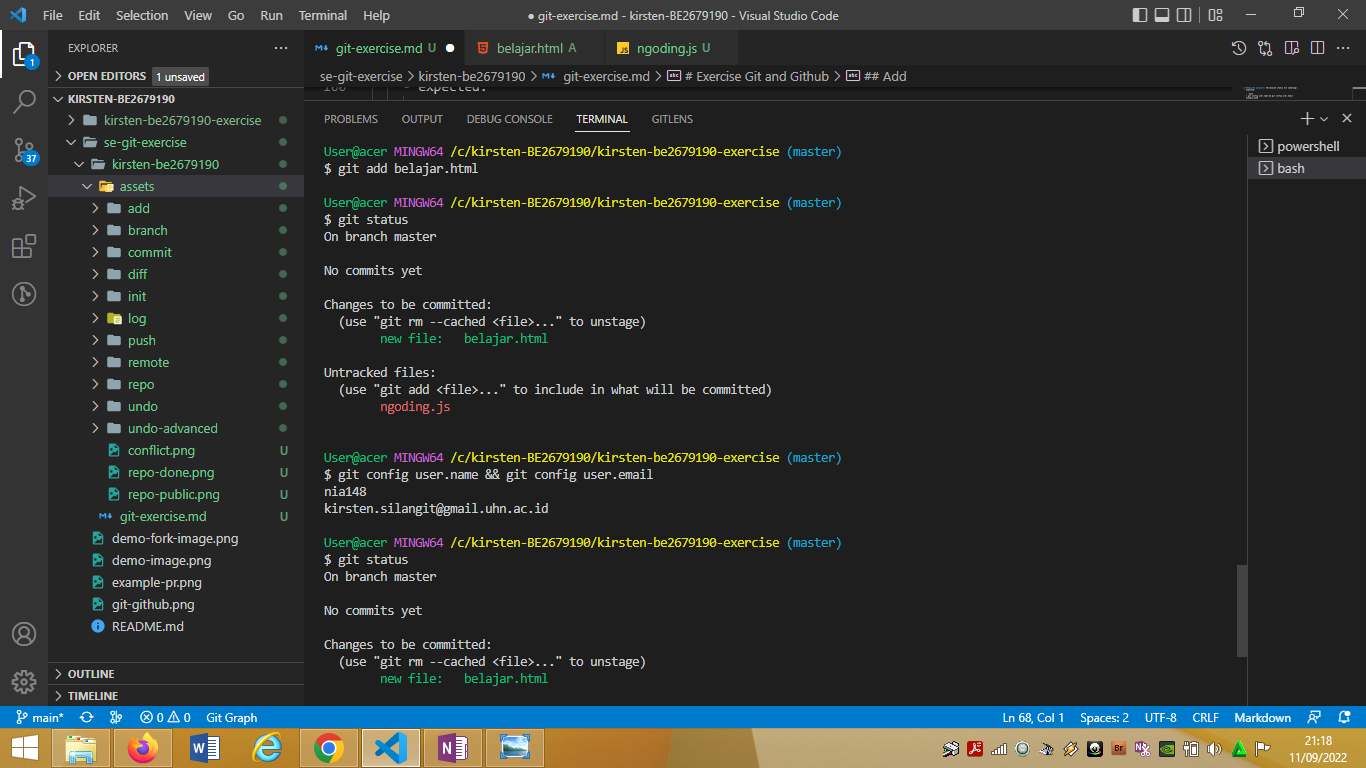 File Edit Selection View Go Run Terminal Help
● git-exercise.md - kirsten-BE2679190 - Visual Studio Code
EXPLORER
OPEN EDITORS 1 unsaved
KIRSTEN-BE2679190
kirsten-be2679190-exercise
se-git-exercise
kirsten-be2679190
assets
add
branch
commit
diff
init
log
push
remote
repo
undo
undo-advanced
conflict.png U
repo-done.png U
repo-public.png U
git-exercise.md U
demo-fork-image.png
demo-image.png
example-pr.png
git-github.png
README.md
OUTLINE
TIMELINE
1
37
git-exercise.md U
belajar.html A
ngoding.js U
se-git-exercise > kirsten-be2679190 > git-exercise.md > # Exercise Git and Github > ## Add
- expected:
PROBLEMS OUTPUT DEBUG CONSOLE TERMINAL GITLENS
User@acer MINGW64 /c/kirsten-BE2679190/kirsten-be2679190-exercise (master)
$ git add belajar.html
User@acer MINGW64 /c/kirsten-BE2679190/kirsten-be2679190-exercise (master)
$ git status
On branch master
No commits yet
Changes to be committed:
(use "git rm --cached <file>..." to unstage)
new file:   belajar.html
Untracked files:
(use "git add <file>..." to include in what will be committed)
ngoding.js
User@acer MINGW64 /c/kirsten-BE2679190/kirsten-be2679190-exercise (master)
$ git config user.name && git config user.email
nia148
kirsten.silangit@gmail.uhn.ac.id
User@acer MINGW64 /c/kirsten-BE2679190/kirsten-be2679190-exercise (master)
$ git status
On branch master
No commits yet
Changes to be committed:
(use "git rm --cached <file>..." to unstage)
new file:   belajar.html
powershell
bash
main* 0 0 Git Graph
Ln 68, Col 1 Spaces: 2 UTF-8 CRLF Markdown
21:18
11/09/2022